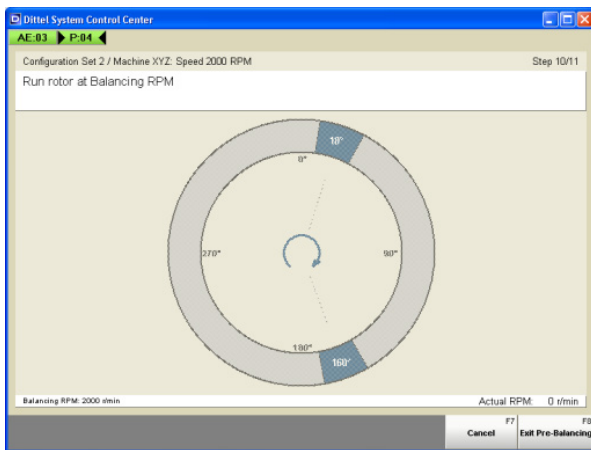 Dittel System Control Center
AE:03 P:04
Configuration Set 2 / Machine XYZ: Speed 2000 RPM Step 10/11
Run rotor at Balancing RPM
18°
0°
270° 90°
180°
160°
Balancing RPM: 2000 r/min Actual RPM: 0 r/min
F7 F8
Cancel Exit Pre-Balancing